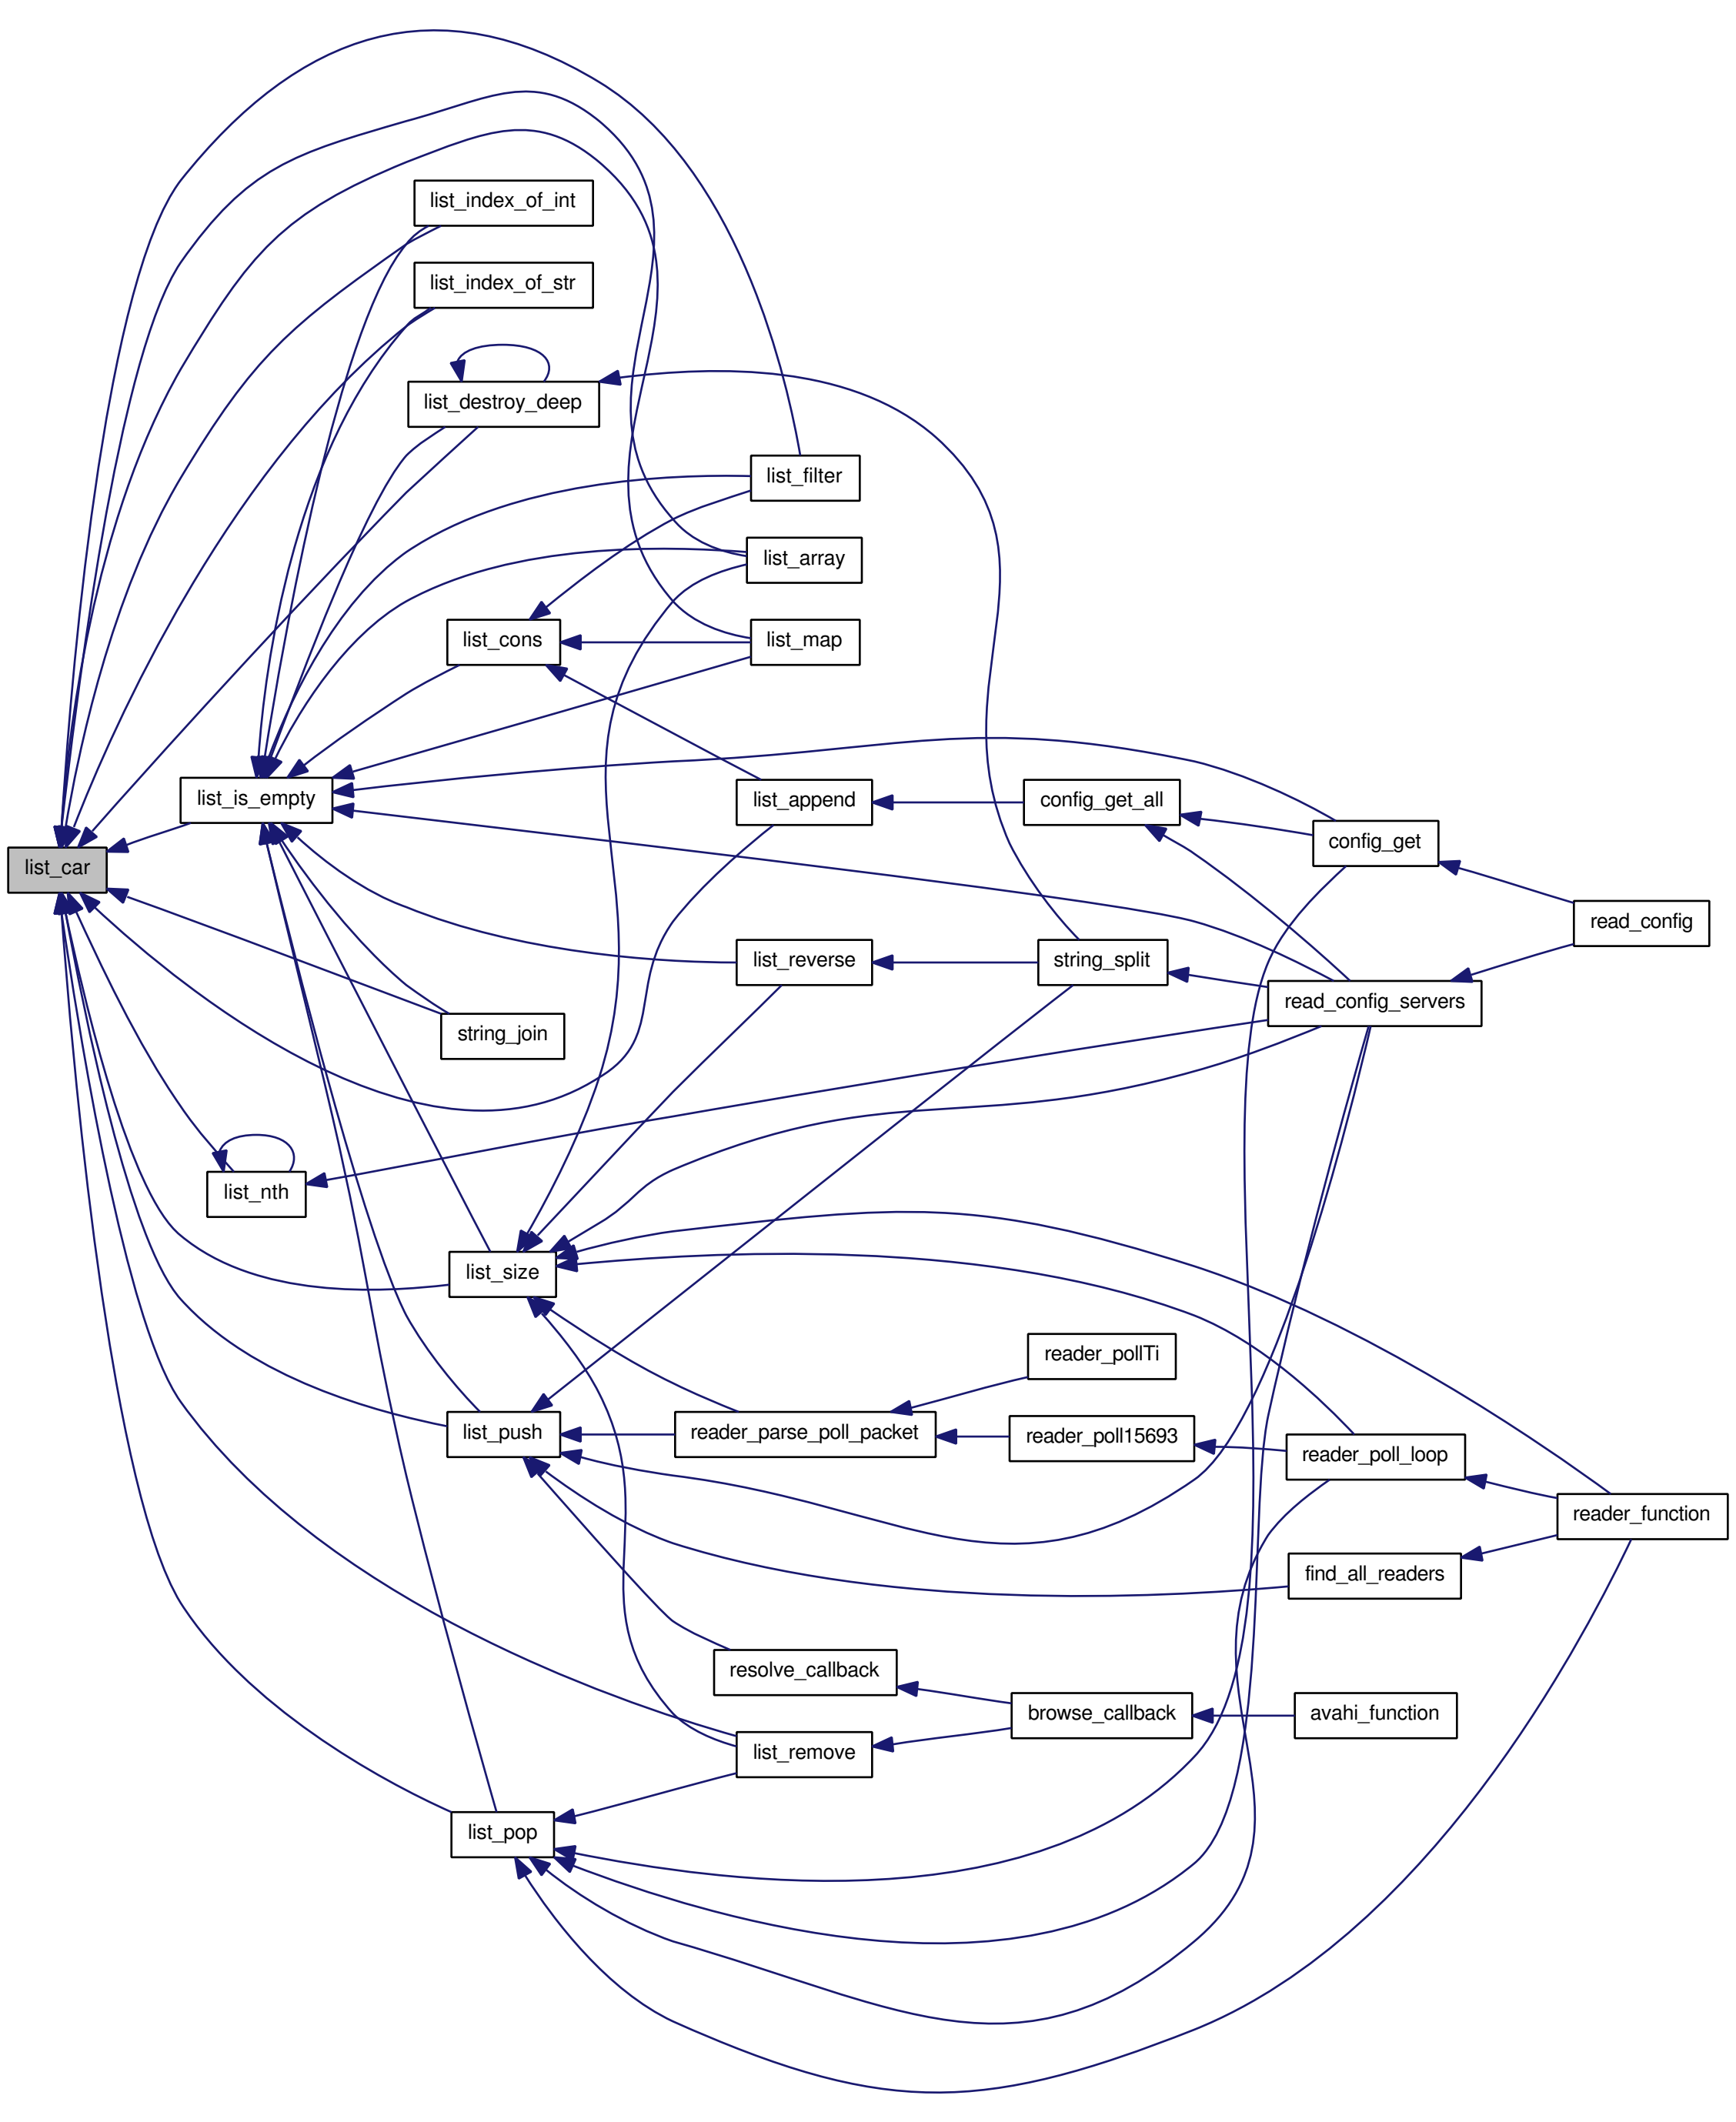 list_index_of_int
list_index_of_str
list_destroy_deep
list_filter
list_array
list_cons
list_map
list_is_empty
list_append
config_get_all
config_get
list_car
read_config
list_reverse
string_split
read_config_servers
string_join
list_nth
list_size
reader_pollTi
list_push
reader_parse_poll_packet
reader_poll15693
reader_poll_loop
reader_function
find_all_readers
resolve_callback
browse_callback
avahi_function
list_remove
list_pop